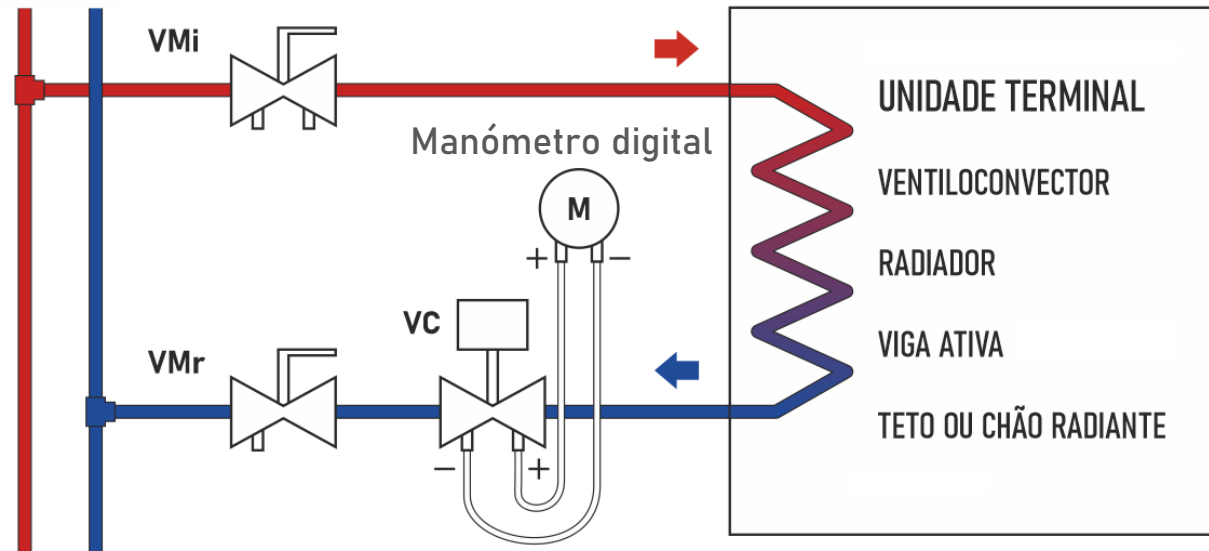 VMi
UNIDADE TERMINAL
Manómetro digital
VENTILOCONVECTOR
M
+ −
RADIADOR
VC
VMr
VIGA ATIVA
TETO OU CHÃO RADIANTE
− +